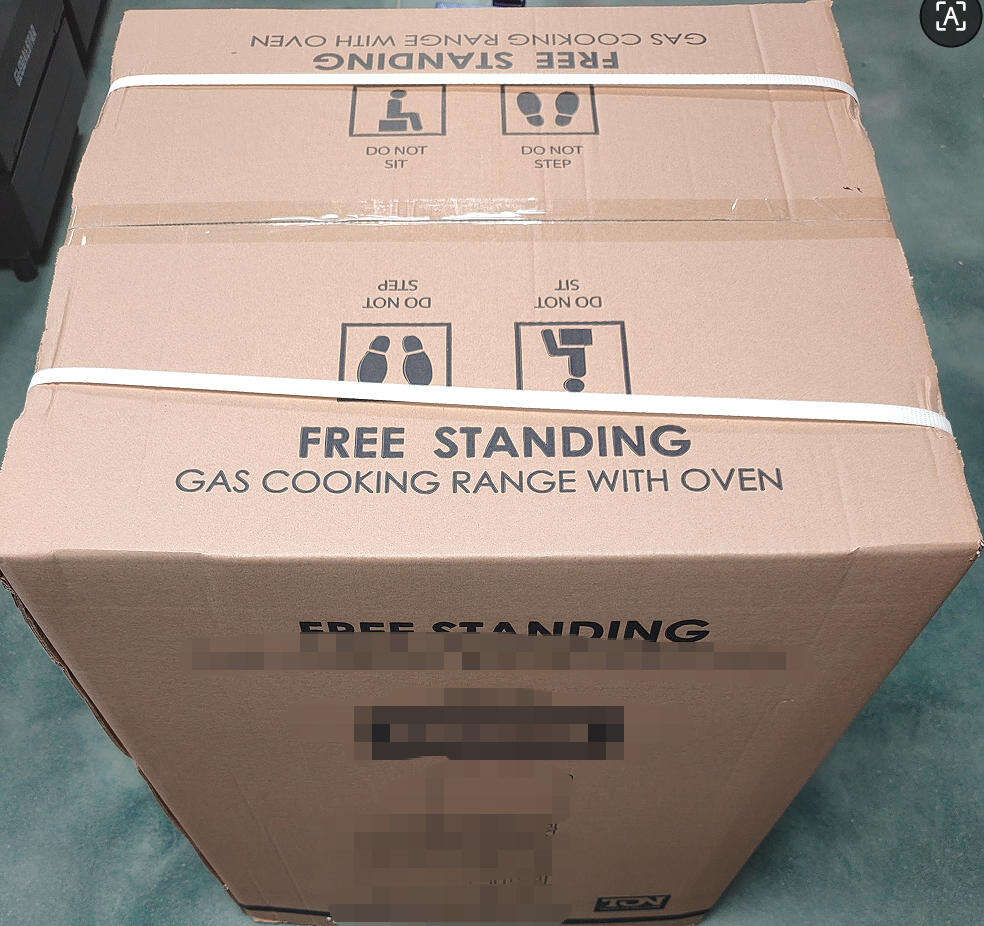 GAS COOKING RANGE WITH OVEN
FREE STANDING
DO NOT
SIT
DO NOT
STEP
DO NOT
STEP
DO NOT
SIT
FREE STANDING
GAS COOKING RANGE WITH OVEN
FREE STANDING